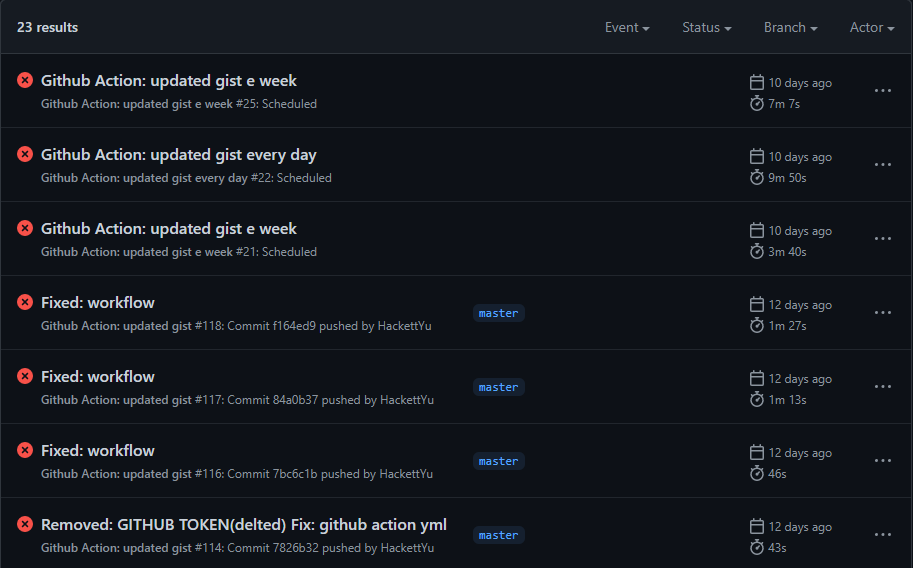 23 results Event Status Branch Actor
Github Action: updated gist e week 10 days ago
Github Action: updated gist e week #25: Scheduled 7m 7s
Github Action: updated gist every day 10 days ago
Github Action: updated gist every day #22: Scheduled 9m 50s
Github Action: updated gist e week 10 days ago
Github Action: updated gist e week #21: Scheduled 3m 40s
Fixed: workflow master 12 days ago
Github Action: updated gist #118: Commit f164ed9 pushed by HackettYu 1m 27s
Fixed: workflow master 12 days ago
Github Action: updated gist #117: Commit 84a0b37 pushed by HackettYu 1m 13s
Fixed: workflow master 12 days ago
Github Action: updated gist #116: Commit 7bc6c1b pushed by HackettYu 46s
Removed: GITHUB TOKEN(delted) Fix: github action yml master 12 days ago
Github Action: updated gist #114: Commit 7826b32 pushed by HackettYu 43s